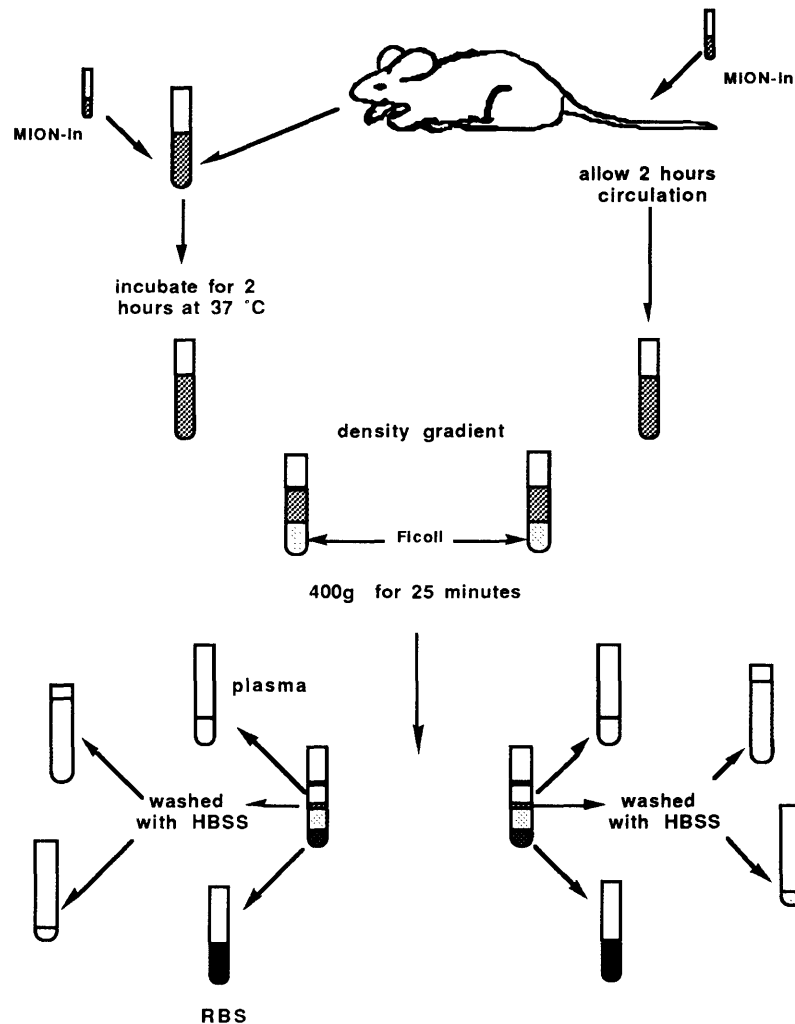 MION-In
MION-In
allow 2 hours
circulation
incubate for 2
hours at 37 °C
density gradient
Ficoll
400g for 25 minutes
plasma
washed
with HBSS
washed
with HBSS
RBS